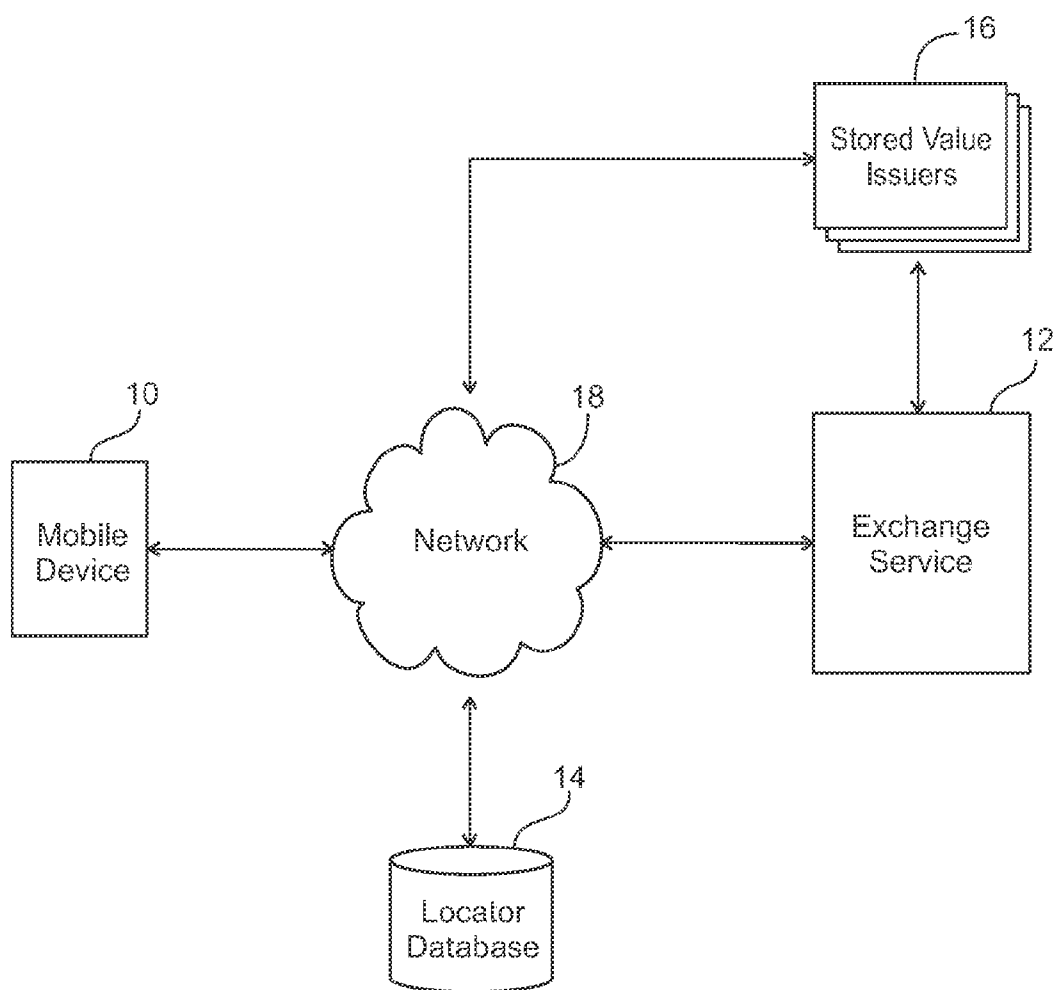 16
Stored Value
Issuers
12
10
18
Mobile
Device
Network
Exchange
Service
14
Locator
Database